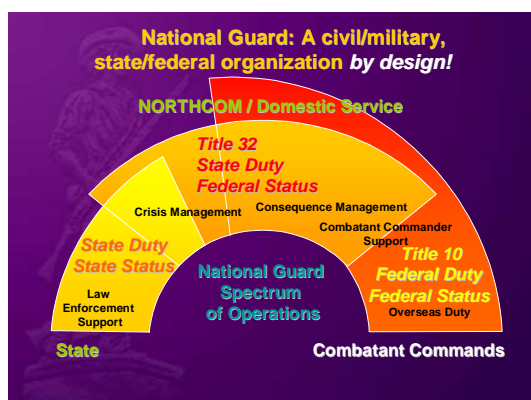 National Guard: A civil/military,
state/federal organization by design!
NORTHCOM / Domestic Service
Title 32
State Duty
Federal Status
Crisis Management
Consequence Management
Combatant Commander
Support
State Duty
State Status
Law
Enforcement
Support
National Guard
Spectrum
of Operations
Title 10
Federal Duty
Federal Status
Overseas Duty
State
Combatant Commands